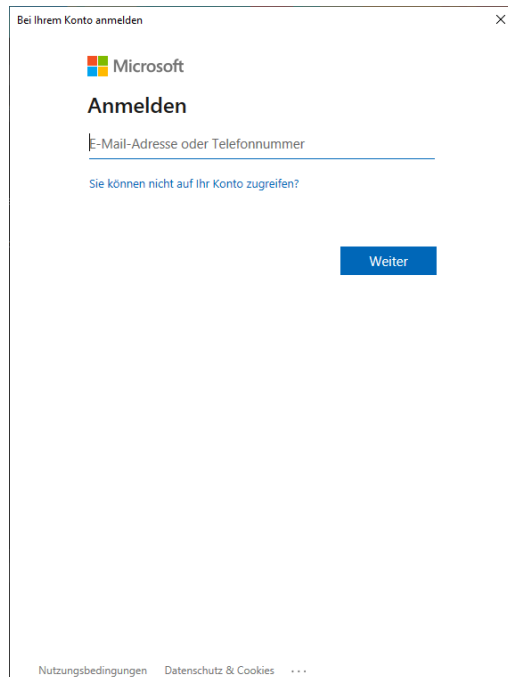 Bei Ihrem Konto anmelden
Microsoft
Anmelden
E-Mail-Adresse oder Telefonnummer
Sie können nicht auf Ihr Konto zugreifen?
Weiter
Nutzungsbedingungen Datenschutz & Cookies ...